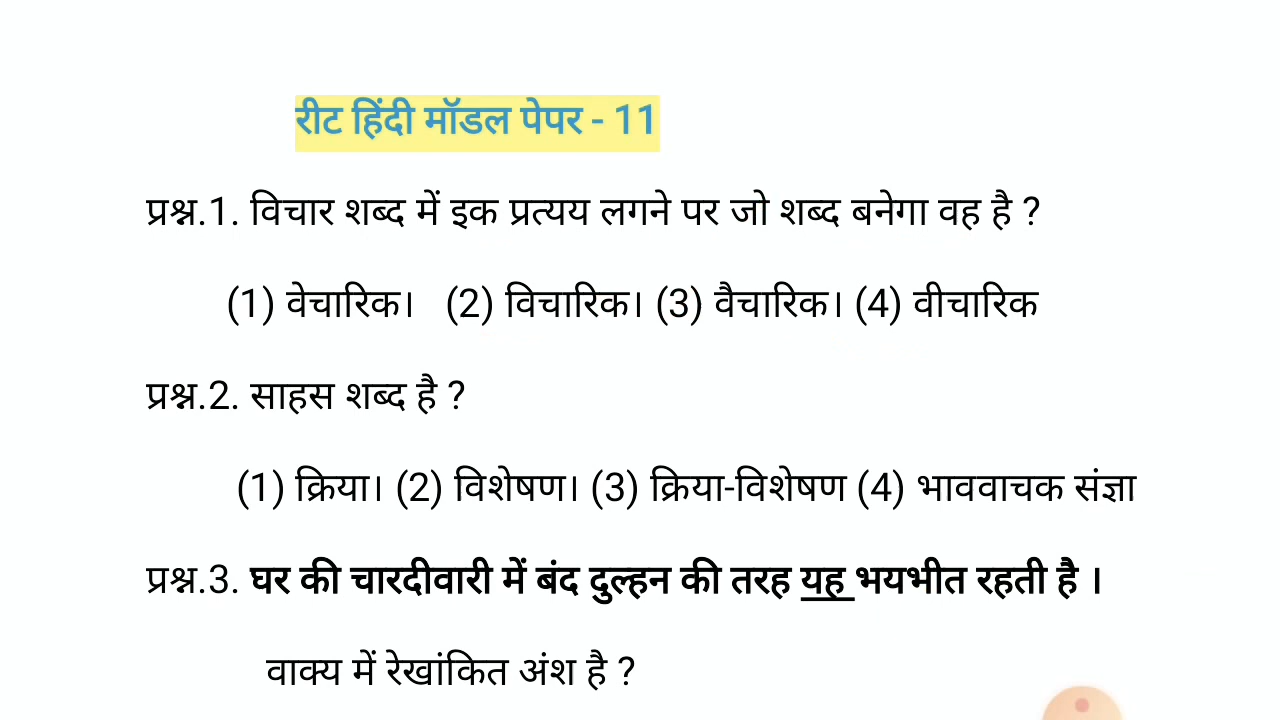 रीट हिंदी मॉडल पेपर - 11
प्रश्न.1. विचार शब्द में इक प्रत्यय लगने पर जो शब्द बनेगा वह है ?
(1) वेचारिक। (2) विचारिक। (3) वैचारिक। (4) वीचारिक
प्रश्न.2. साहस शब्द है ?
(1) क्रिया। (2) विशेषण। (3) क्रिया-विशेषण (4) भाववाचक संज्ञा
प्रश्न.3. घर की चारदीवारी में बंद दुल्हन की तरह यह भयभीत रहती है ।
वाक्य में रेखांकित अंश है ?